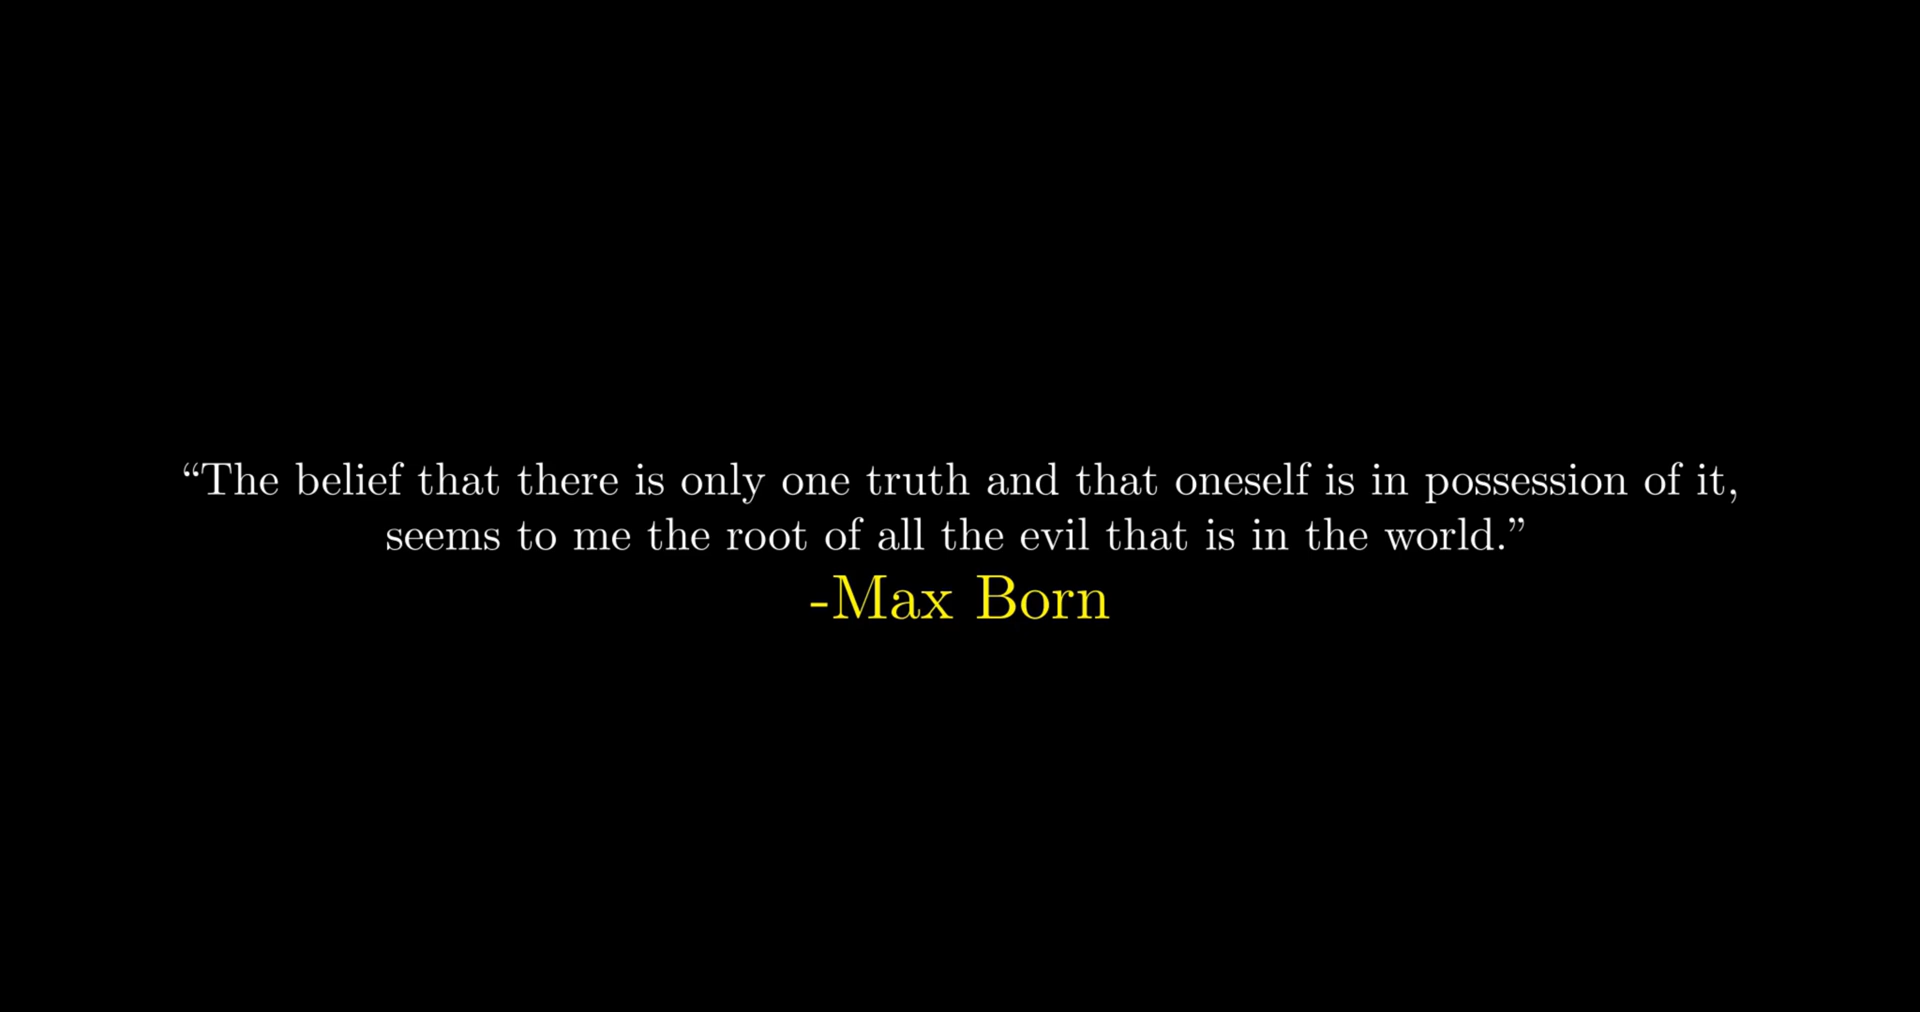 “The belief that there is only one truth and that oneself is in possession of it,
seems to me the root of all the evil that is in the world.”
-Max Born